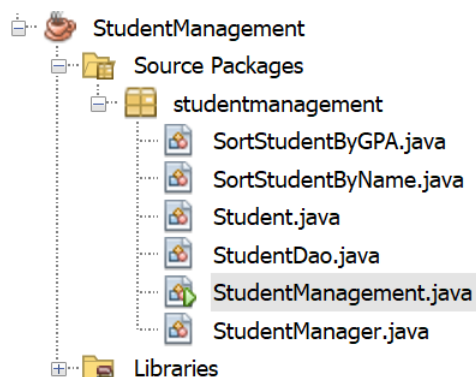 StudentManagement
Source Packages
studentmanagement
SortStudentByGPA.java
SortStudentByName.java
Student.java
StudentDao.java
StudentManagement.java
StudentManager.java
Libraries